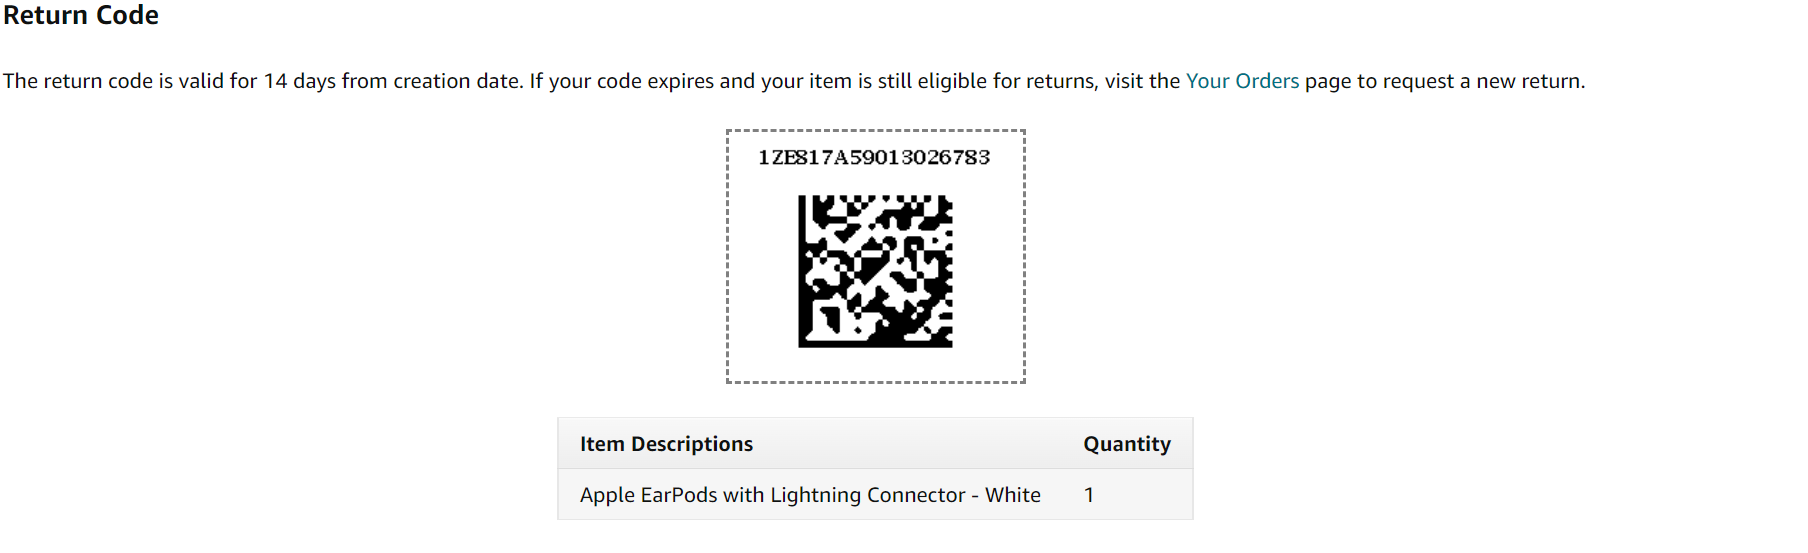 Return Code
The return code is valid for 14 days from creation date. If your code expires and your item is still eligible for returns, visit the Your Orders page to request a new return.
1ZE817A59013026783
Item Descriptions Quantity
Apple EarPods with Lightning Connector - White 1